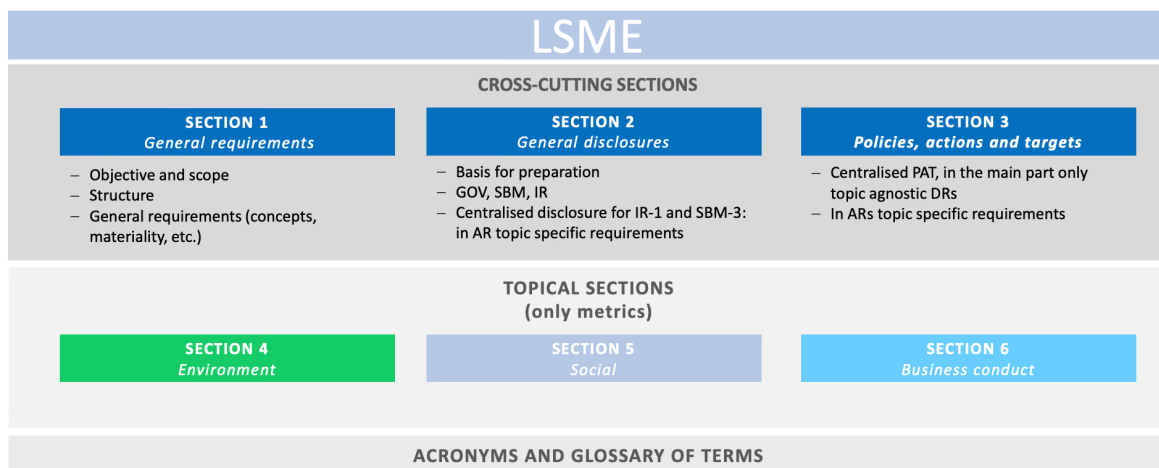 LSME
CROSS-CUTTING SECTIONS
SECTION 1
General requirements
– Objective and scope
– Structure
– General requirements (concepts,
materiality, etc.)
SECTION 2
General disclosures
– Basis for preparation
– GOV, SBM, IR
– Centralised disclosure for IR-1 and SBM-3:
in AR topic specific requirements
SECTION 3
Policies, actions and targets
– Centralised PAT, in the main part only
topic agnostic DRs
– In ARs topic specific requirements
TOPICAL SECTIONS
(only metrics)
SECTION 4
Environment
SECTION 5
Social
SECTION 6
Business conduct
ACRONYMS AND GLOSSARY OF TERMS